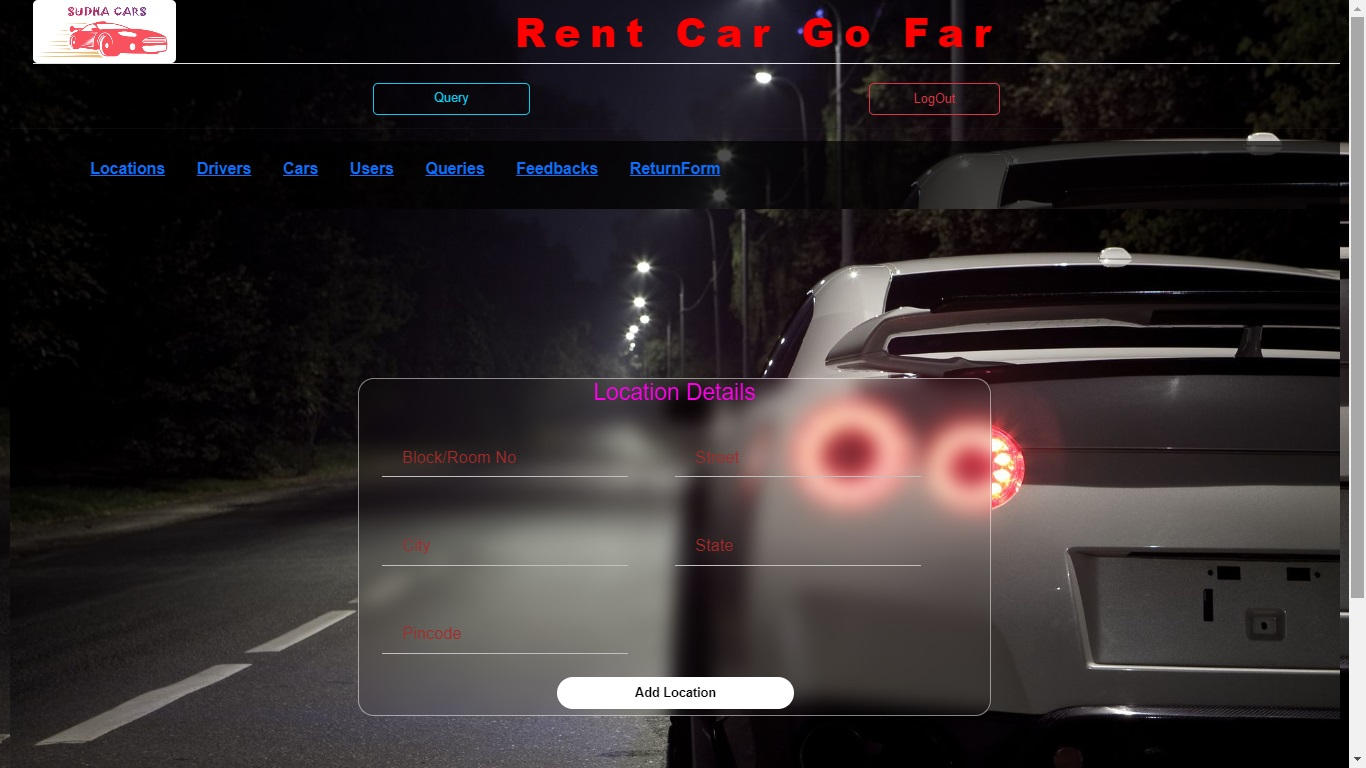 SUDHA CARS
Rent Car Go Far
Query
LogOut
Locations Drivers Cars Users Queries Feedbacks ReturnForm
Location Details
Block/Room No Street
City State
Pincode
Add Location